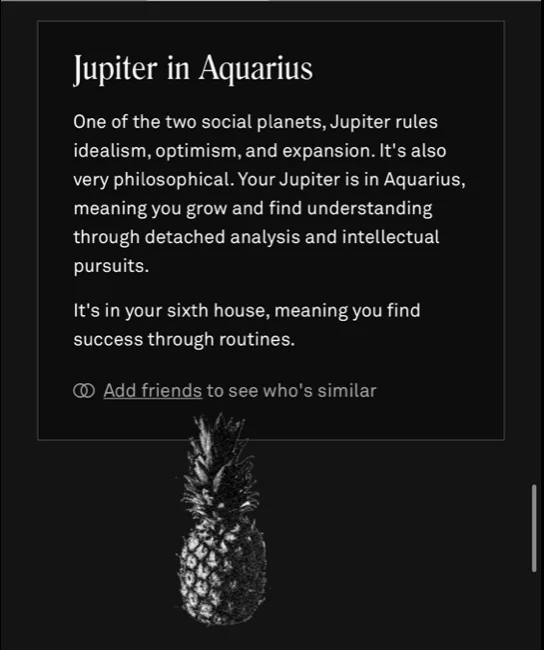 Jupiter in Aquarius
One of the two social planets, Jupiter rules
idealism, optimism, and expansion. It's also
very philosophical. Your Jupiter is in Aquarius,
meaning you grow and find understanding
through detached analysis and intellectual
pursuits.
It's in your sixth house, meaning you find
success through routines.
Add friends to see who's similar